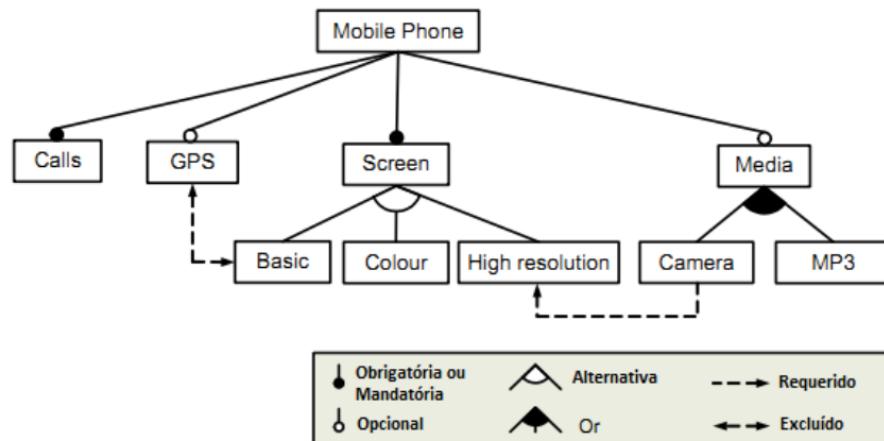 Mobile Phone
Calls
GPS
Screen
Media
Basic
Colour
High resolution
Camera
MP3
Obrigatória ou
Mandatória
Alternativa
Requerido
Opcional
Or
Excluído